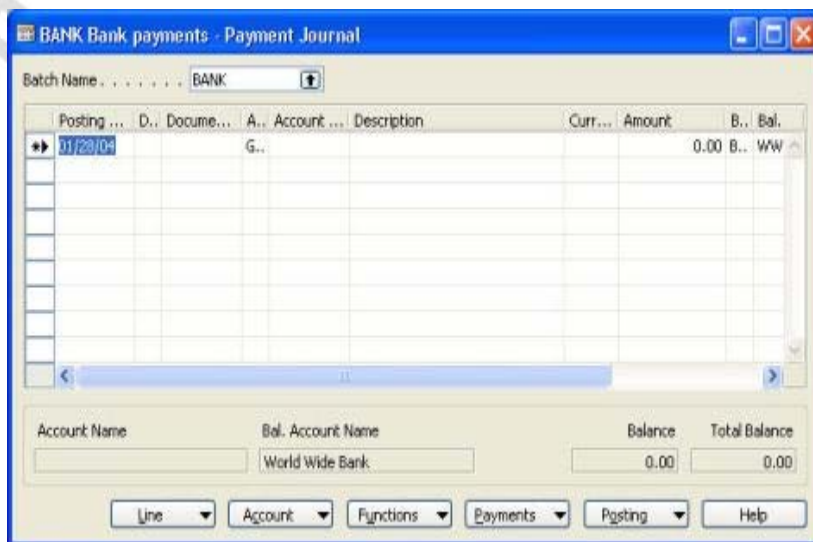 BANK Bank payments - Payment Journal
Batch Name . . . . . . . BANK
Posting ... D.. Docume... A.. Account ... Description Curr... Amount B.. Bal.
01/28/04 G.. 0.00 B.. WW
Account Name Bal. Account Name Balance Total Balance
World Wide Bank 0.00 0.00
Line Account Functions Payments Posting Help